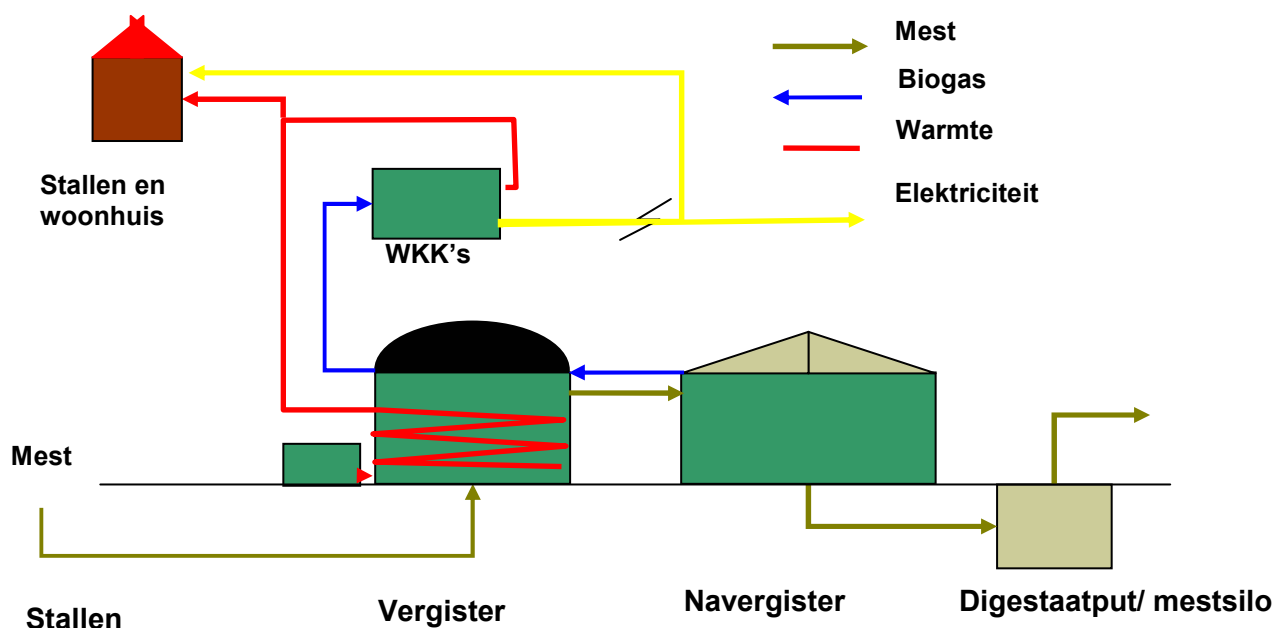 Mest
Biogas
Warmte
Stallen en
woonhuis
Elektriciteit
WKK's
Mest
Stallen
Vergister
Navergister
Digestaatput/ mestsilo